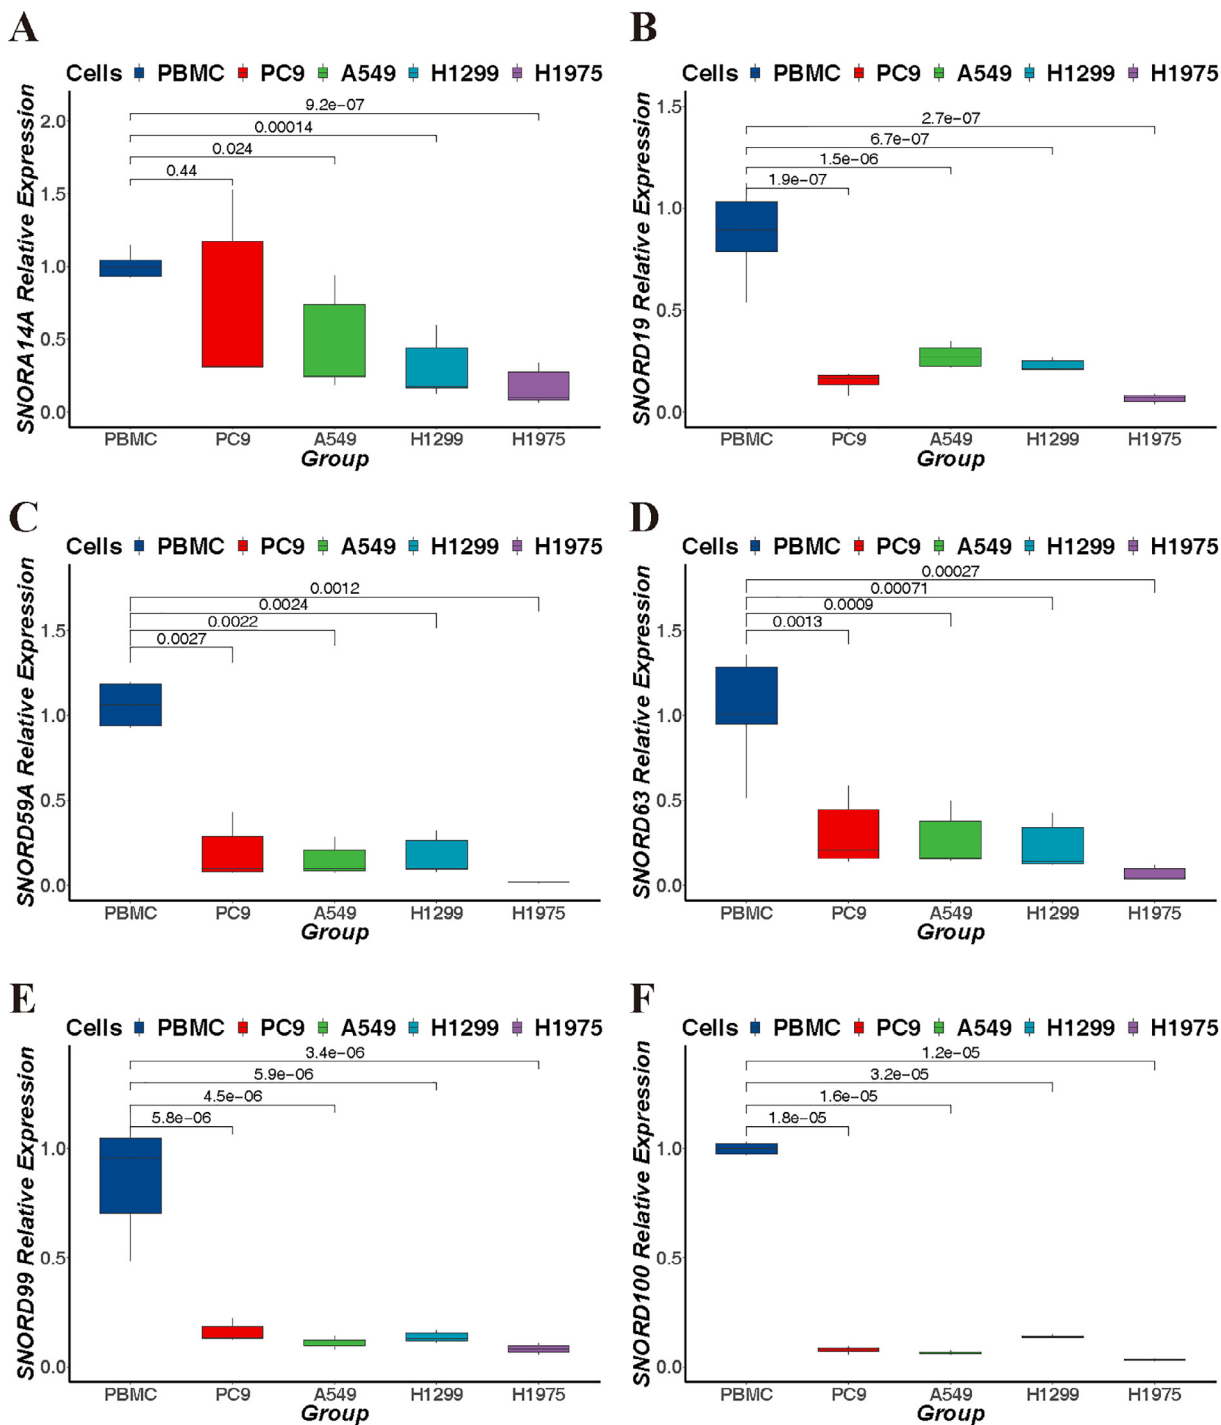 A
Cells PBMC PC9 A549 H1299 H1975
SNORA14A Relative Expression
2.0
1.5
1.0
0.5
0.0
9.2e−07
0.00014
0.024
0.44
PBMC PC9 A549 H1299 H1975
Group
B
Cells PBMC PC9 A549 H1299 H1975
SNORD19 Relative Expression
1.5
1.0
0.5
0.0
2.7e−07
6.7e−07
1.5e−06
1.9e−07
PBMC PC9 A549 H1299 H1975
Group
C
Cells PBMC PC9 A549 H1299 H1975
SNORD59A Relative Expression
1.5
1.0
0.5
0.0
0.0012
0.0024
0.0022
0.0027
PBMC PC9 A549 H1299 H1975
Group
D
Cells PBMC PC9 A549 H1299 H1975
SNORD63 Relative Expression
1.5
1.0
0.5
0.0
0.00027
0.00071
0.0009
0.0013
PBMC PC9 A549 H1299 H1975
Group
E
Cells PBMC PC9 A549 H1299 H1975
SNORD99 Relative Expression
1.0
0.5
0.0
3.4e−06
5.9e−06
4.5e−06
5.8e−06
PBMC PC9 A549 H1299 H1975
Group
F
Cells PBMC PC9 A549 H1299 H1975
SNORD100 Relative Expression
1.0
0.5
0.0
1.2e−05
3.2e−05
1.6e−05
1.8e−05
PBMC PC9 A549 H1299 H1975
Group